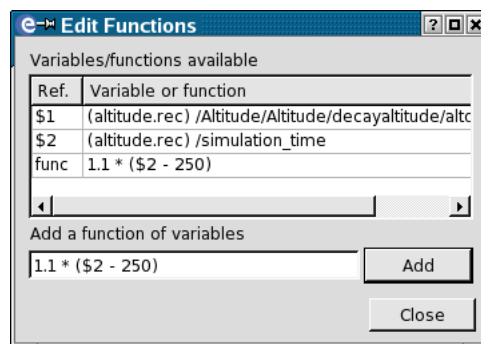 Edit Functions
Variables/functions available
Ref. Variable or function
$1 (altitude.rec) /Altitude/Altitude/decayaltitude/
$2 (altitude.rec) /simulation_time
func 1.1 * ($2 - 250)
Add a function of variables
1.1 * ($2 - 250) Add
Close